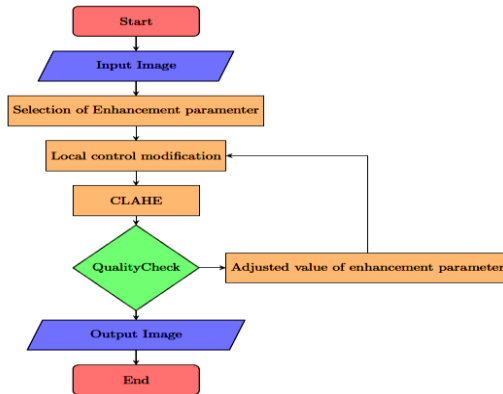 Start
Input Image
Selection of Enhancement paramenter
Local control modification
CLAHE
QualityCheck
Adjusted value of enhancement parameter
Output Image
End